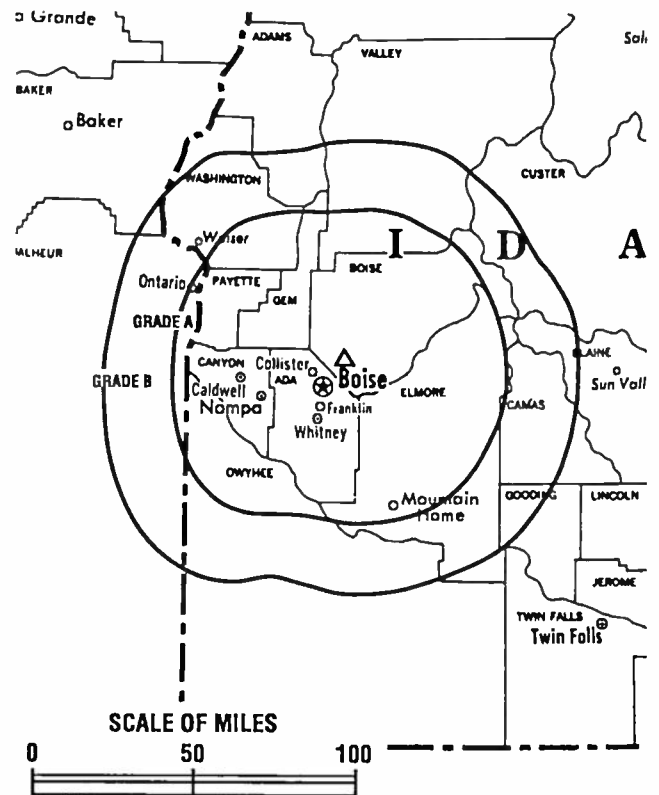 a Grande
ADAMS
VALLEY
BAKER
Baker
CUSTER
WASHINGTON
Weiser
I D A
ALHEUR
BOISE
PAYETTE
Ontario
GEM
GRADE A
BLAINE
CANYON
Collister
Boise
GRADE B
ADA
Sun Vall
Caldwell
ELMORE
Nampa
Franklin
CAMAS
Whitney
OWYHEE
Mountain
Home
GOODING
LINCOLN
JEROME
TWIN FALLS
Twin Falls
SCALE OF MILES
0 50 100